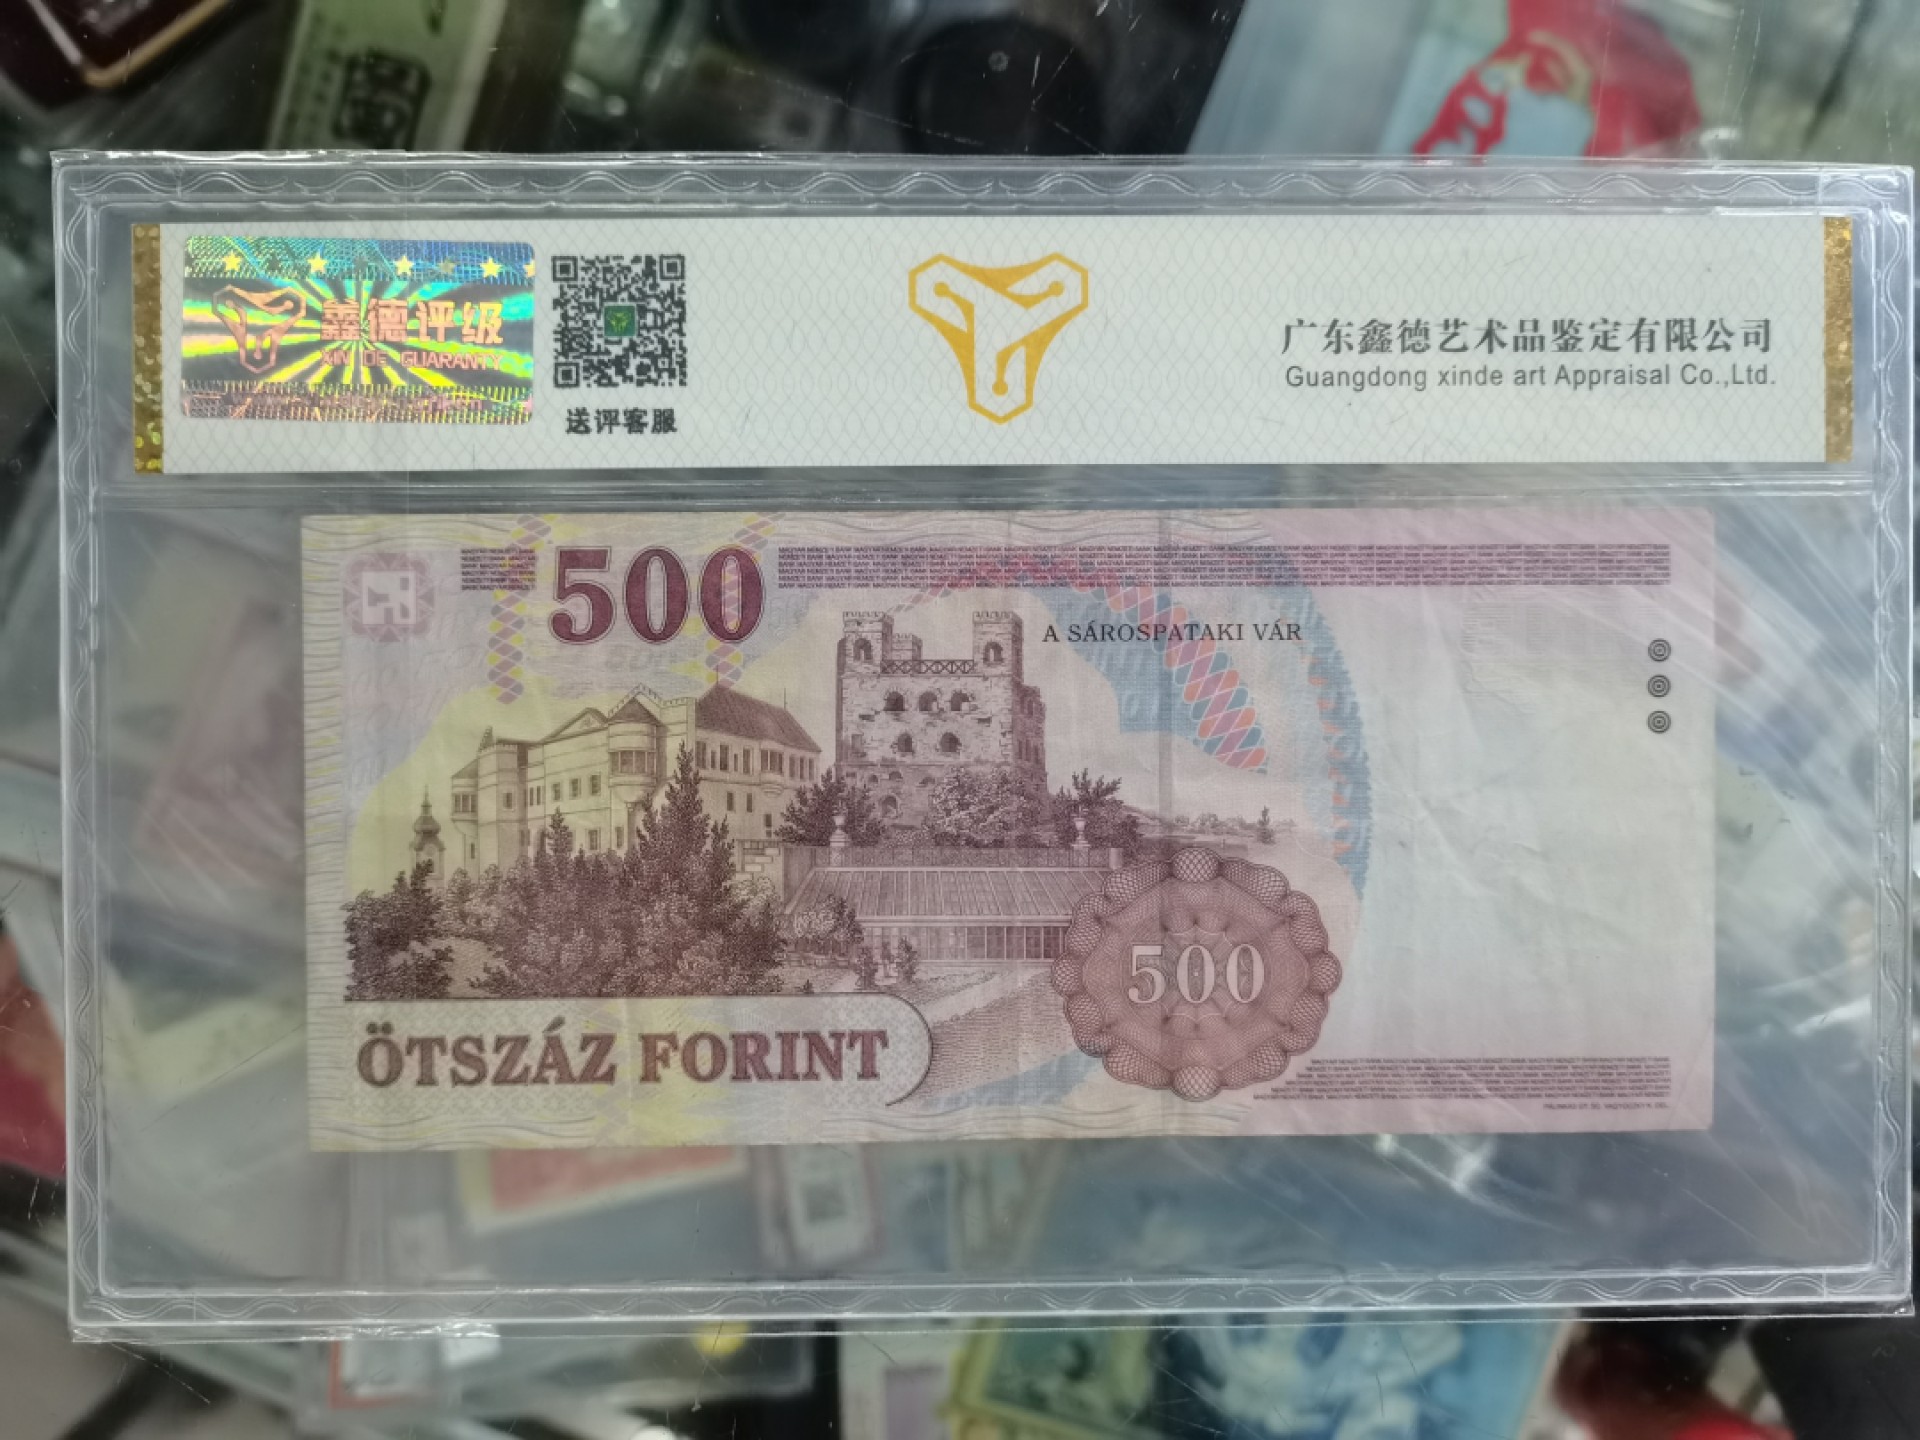 鑫德评级
XIN DE GUARANTY
送评客服
广东鑫德艺术品鉴定有限公司
Guangdong xinde art Appraisal Co.,Ltd.
500
A SÁROSPATAKI VÁR
500
ÖTSZÁZ FORINT